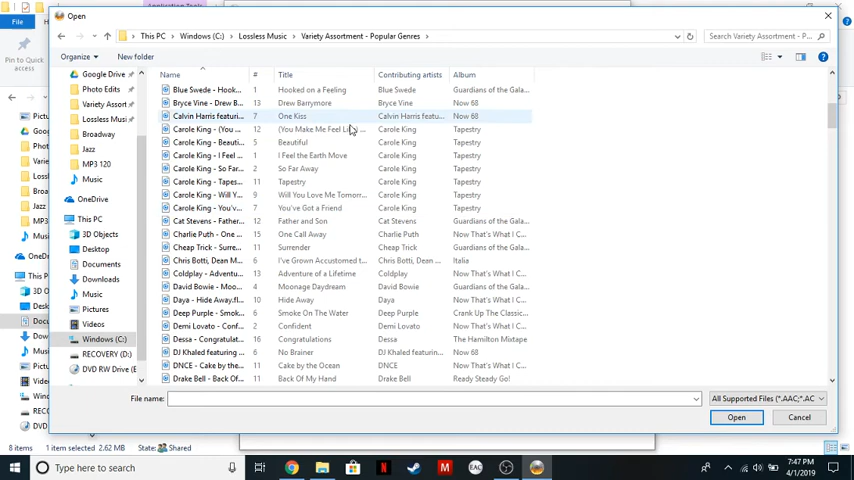 Application Tools
File
Open
This PC > Windows (C:) > Lossless Music > Variety Assortment - Popular Genres >
Search Variety Assortment - Po...
Pin to Quick
access
Organize
New folder
Google Drive
Photo Edits
Variety Assort
Lossless Musi
Broadway
Jazz
MP3 120
Music
OneDrive
This PC
3D Objects
Desktop
Documents
Downloads
Music
Pictures
Videos
Windows (C:)
RECOVERY (D:)
DVD RW Drive (E
Name # Title Contributing artists Album
Blue Swede - Hook... 1 Hooked on a Feeling Blue Swede Guardians of the Gala...
Bryce Vine - Drew B... 13 Drew Barrymore Bryce Vine Now 68
Calvin Harris featuri... 7 One Kiss Calvin Harris featu... Now 68
Carole King - (You ... 12 (You Make Me Feel Li... Carole King Tapestry
Carole King - Beauti... 5 Beautiful Carole King Tapestry
Carole King - I Feel ... 1 I Feel the Earth Move Carole King Tapestry
Carole King - So Far... 2 So Far Away Carole King Tapestry
Carole King - Tapes... 11 Tapestry Carole King Tapestry
Carole King - Will Y... 9 Will You Love Me Tomorr... Carole King Tapestry
Carole King - You'v... 7 You've Got a Friend Carole King Tapestry
Cat Stevens - Father... 12 Father and Son Cat Stevens Guardians of the Gala...
Charlie Puth - One ... 15 One Call Away Charlie Puth Now That's What I C...
Cheap Trick - Surre... 11 Surrender Cheap Trick Guardians of the Gala...
Chris Botti, Dean M... 6 I've Grown Accustomed t... Chris Botti, Dean ... Italia
Coldplay - Adventu... 13 Adventure of a Lifetime Coldplay Now That's What I C...
David Bowie - Moo... 4 Moonage Daydream David Bowie Guardians of the Gala...
Daya - Hide Away.fl... 10 Hide Away Daya Now That's What I C...
Deep Purple - Smok... 6 Smoke On The Water Deep Purple Crank Up The Classic...
Demi Lovato - Conf... 2 Confident Demi Lovato Now That's What I C...
Dessa - Congratulat... 16 Congratulations Dessa The Hamilton Mixtape
DJ Khaled featuring ... 6 No Brainer DJ Khaled featurin... Now 68
DNCE - Cake by the... 11 Cake by the Ocean DNCE Now That's What I C...
Drake Bell - Back Of... 11 Back Of My Hand Drake Bell Ready Steady Go!
File name:
All Supported Files (*.AAC;*.AC
Open
Cancel
8 items 1 item selected 2.62 MB State: Shared
Type here to search
7:47 PM
4/1/2019